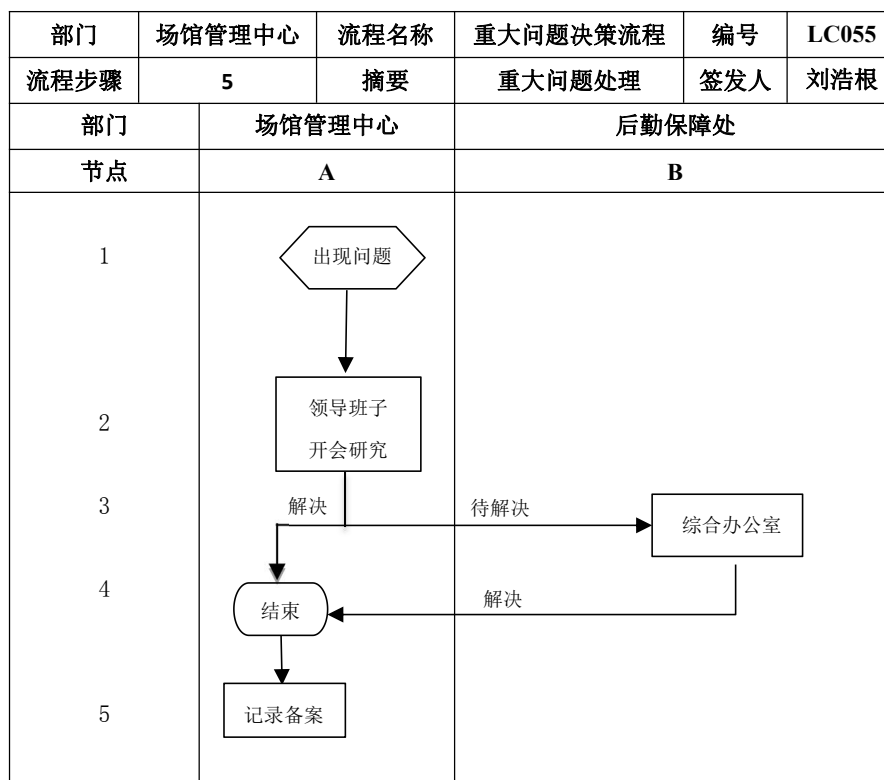 部门 场馆管理中心 流程名称 重大问题决策流程 编号 LC055
流程步骤 5 摘要 重大问题处理 签发人 刘浩根
部门 场馆管理中心 后勤保障处
节点 A B
1 出现问题
2 领导班子
开会研究
3 解决 待解决 综合办公室
4 结束 解决
5 记录备案